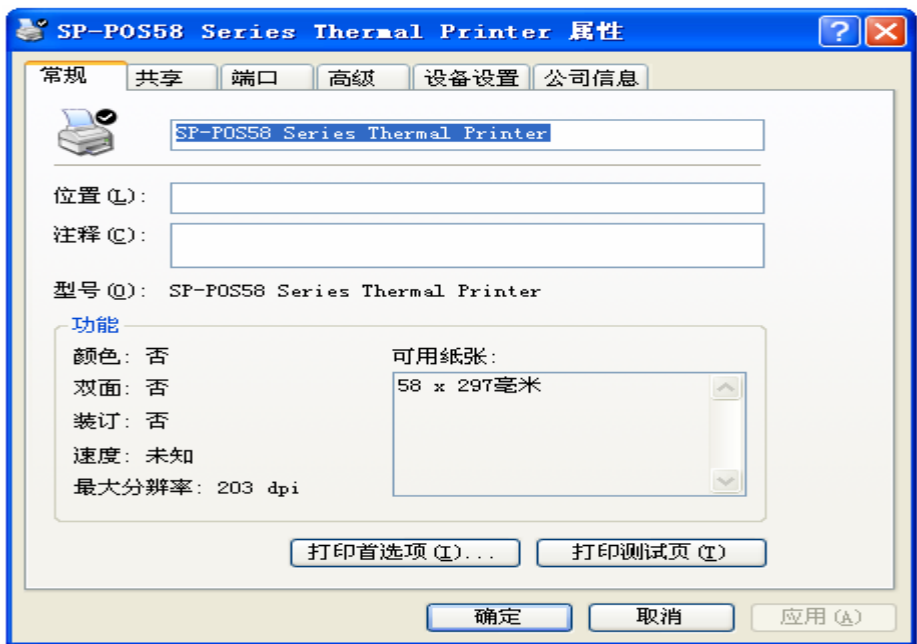 SP-POS58 Series Thermal Printer 属性
常规 共享 端口 高级 设备设置 公司信息
SP-POS58 Series Thermal Printer
位置(L):
注释(C):
型号(O): SP-POS58 Series Thermal Printer
功能
颜色: 否
双面: 否
装订: 否
速度: 未知
最大分辨率: 203 dpi
可用纸张:
58 x 297毫米
打印首选项(I)... 打印测试页(T)
确定 取消 应用(A)